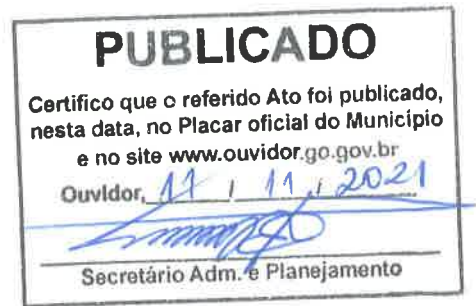 PUBLICADO
Certifico que o referido Ato foi publicado,
nesta data, no Placar oficial do Município
e no site www.ouvidor.go.gov.br
Ouvidor, 11 / 11 / 2021
Secretário Adm. e Planejamento